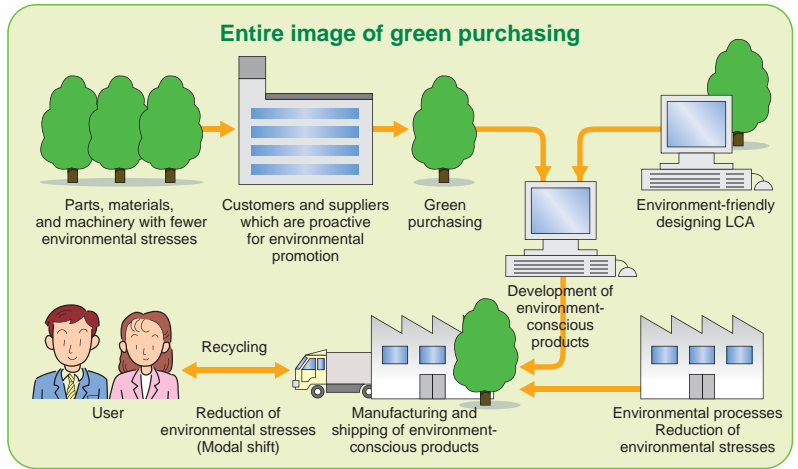 Entire image of green purchasing
Parts, materials,
and machinery with fewer
environmental stresses
Customers and suppliers
which are proactive
for environmental
promotion
Green
purchasing
Environment-friendly
designing LCA
Development of
environment-
conscious
products
Recycling
User
Reduction of
environmental stresses
(Modal shift)
Manufacturing and
shipping of environment-
conscious products
Environmental processes
Reduction of
environmental stresses